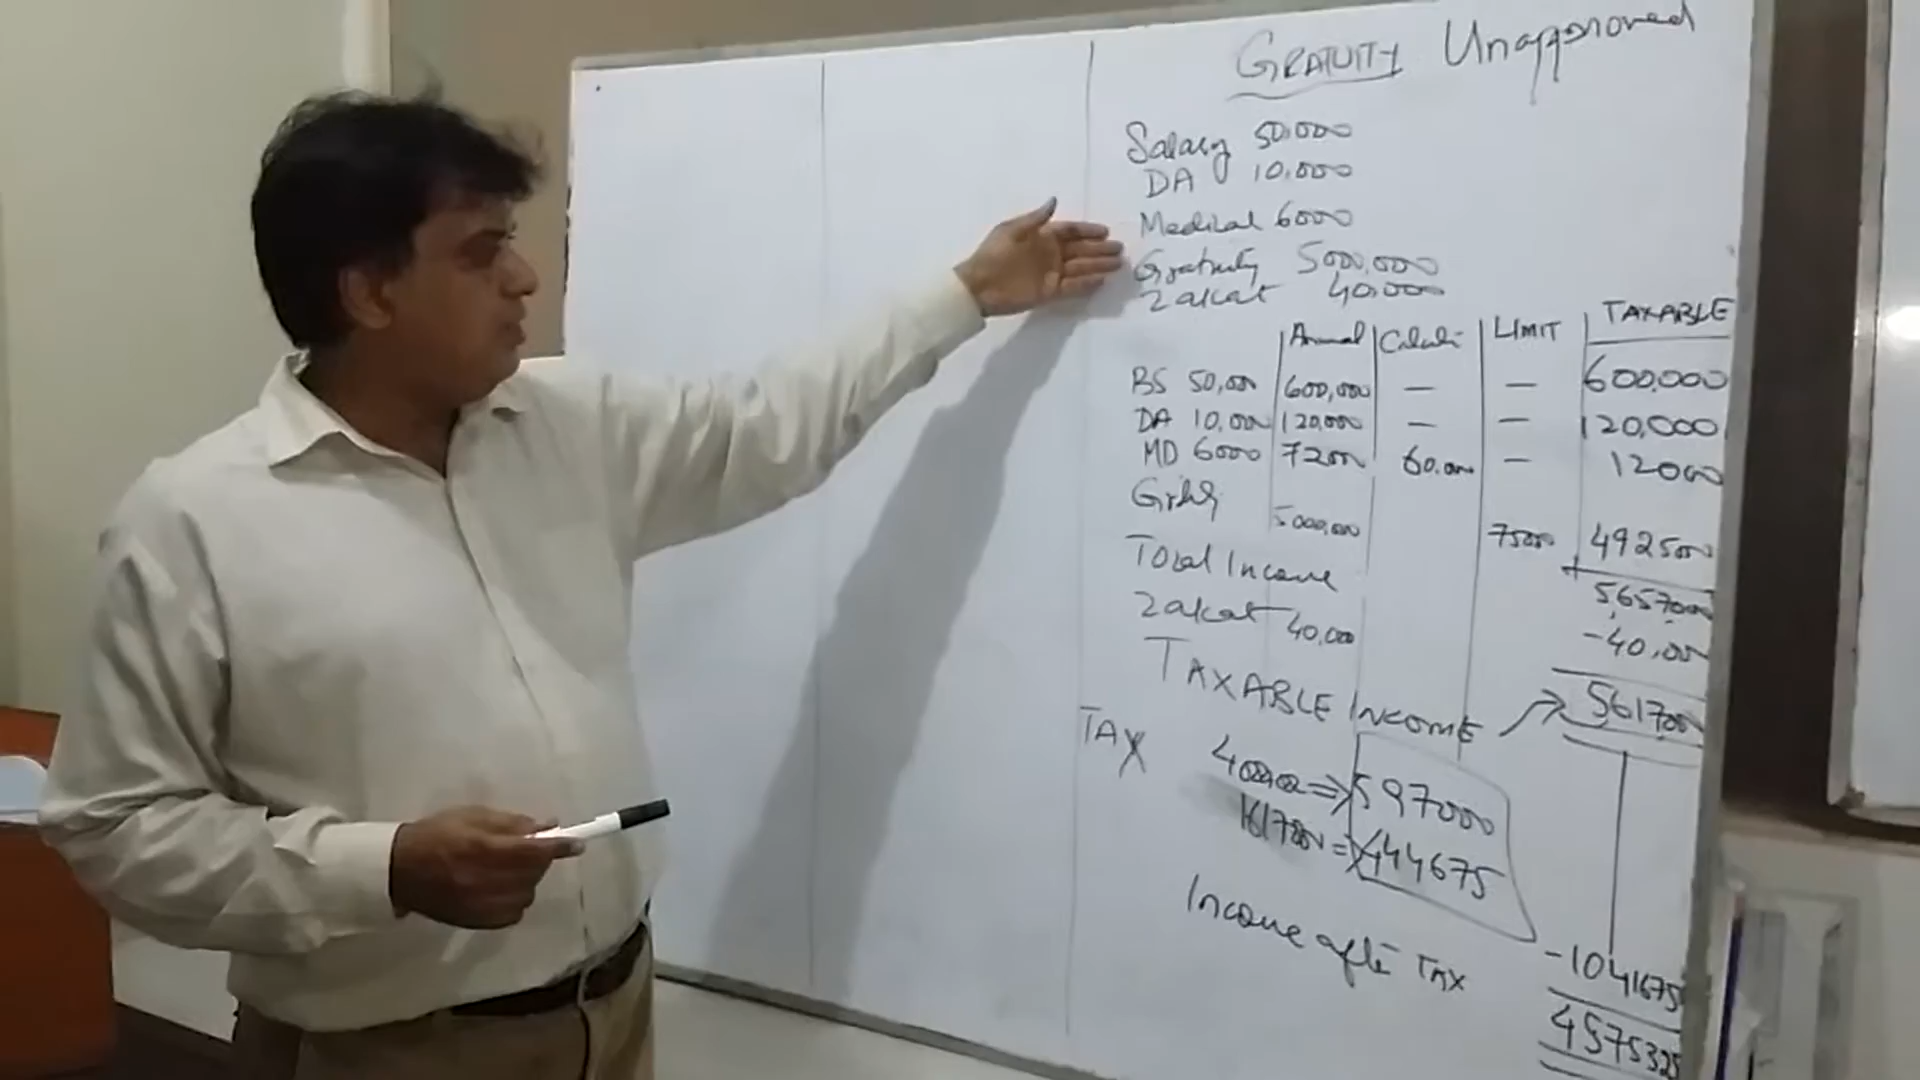 GRATUITY Unapproved
Salary 50,000
DA 10,000
Medical 6000
Gratuity 5000,000
Zakat 40,000
Annual LIMIT TAXABLE
BS 50,000 600,000 — — 600,000
DA 10,000 120,000 — — 120,000
MD 6000 72000 60,000 — 12000
5000,000 75000 4925000
Total Income 5,657,000
Zakat 40,000 -40,000
TAXABLE INCOME 5617000
TAX 4000000 => 597000
1617000 => 444675
Income after TAX -1041675
4575325